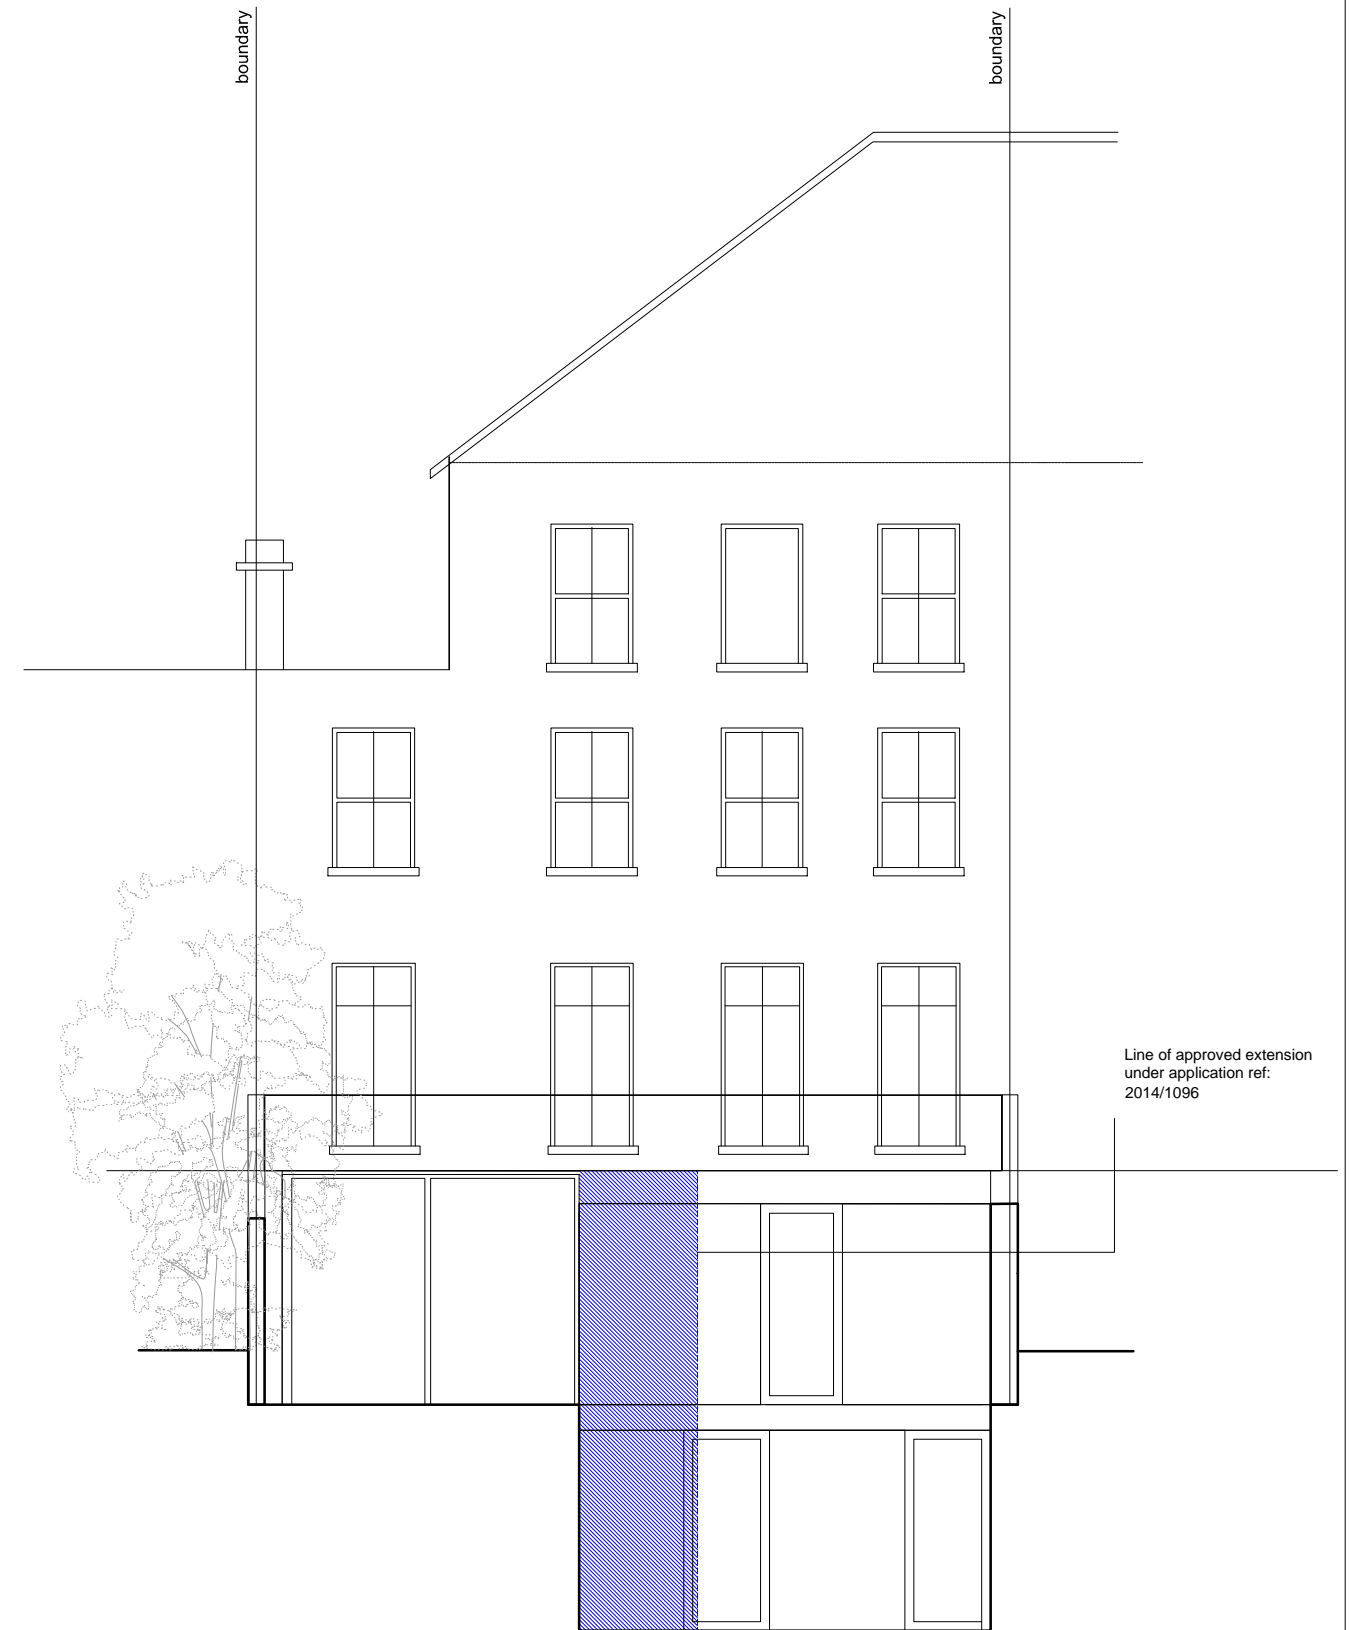 boundary
boundary
Line of approved extension
under application ref:
2014/1096